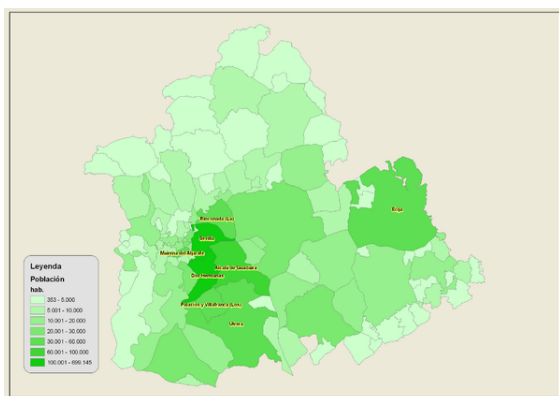 Rinconada (La)
Écija
Sevilla
Mairena del Aljarafe
Alcalá de Guadaíra
Dos Hermanas
Palacios y Villafranca (Los)
Utrera
Leyenda
Población
hab.
353 - 5.000
5.001 - 10.000
10.001 - 20.000
20.001 - 30.000
30.001 - 60.000
60.001 - 100.000
100.001 - 699.145